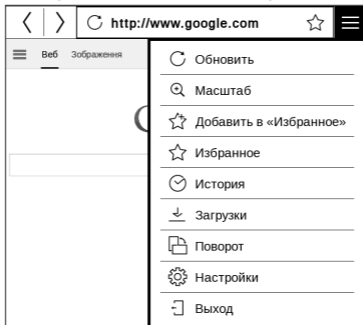 http://www.google.com
Веб Зображення
Обновить
Масштаб
Добавить в «Избранное»
Избранное
История
Загрузки
Поворот
Настройки
Выход